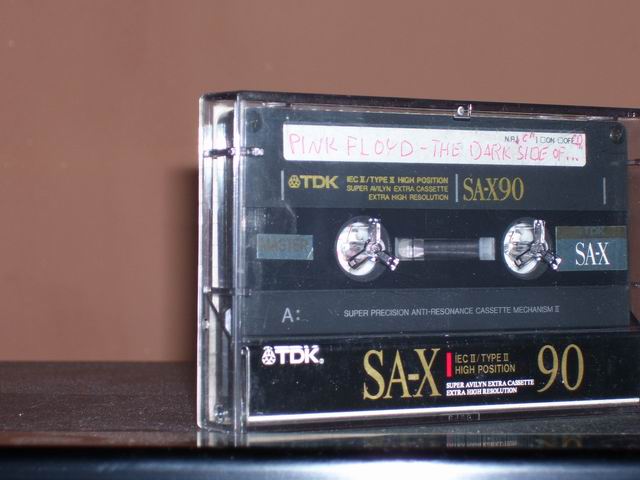 N.R. ON OFF
PINK FLOYD - THE DARK SIDE OF...
TDK IEC II / TYPE II HIGH POSITION
SUPER AVILYN EXTRA CASSETTE
EXTRA HIGH RESOLUTION
SA-X90
MASTER
TDK
SA-X
A: SUPER PRECISION ANTI-RESONANCE CASSETTE MECHANISM II
TDK. SA-X IEC II / TYPE II
HIGH POSITION 90
SUPER AVILYN EXTRA CASSETTE
EXTRA HIGH RESOLUTION